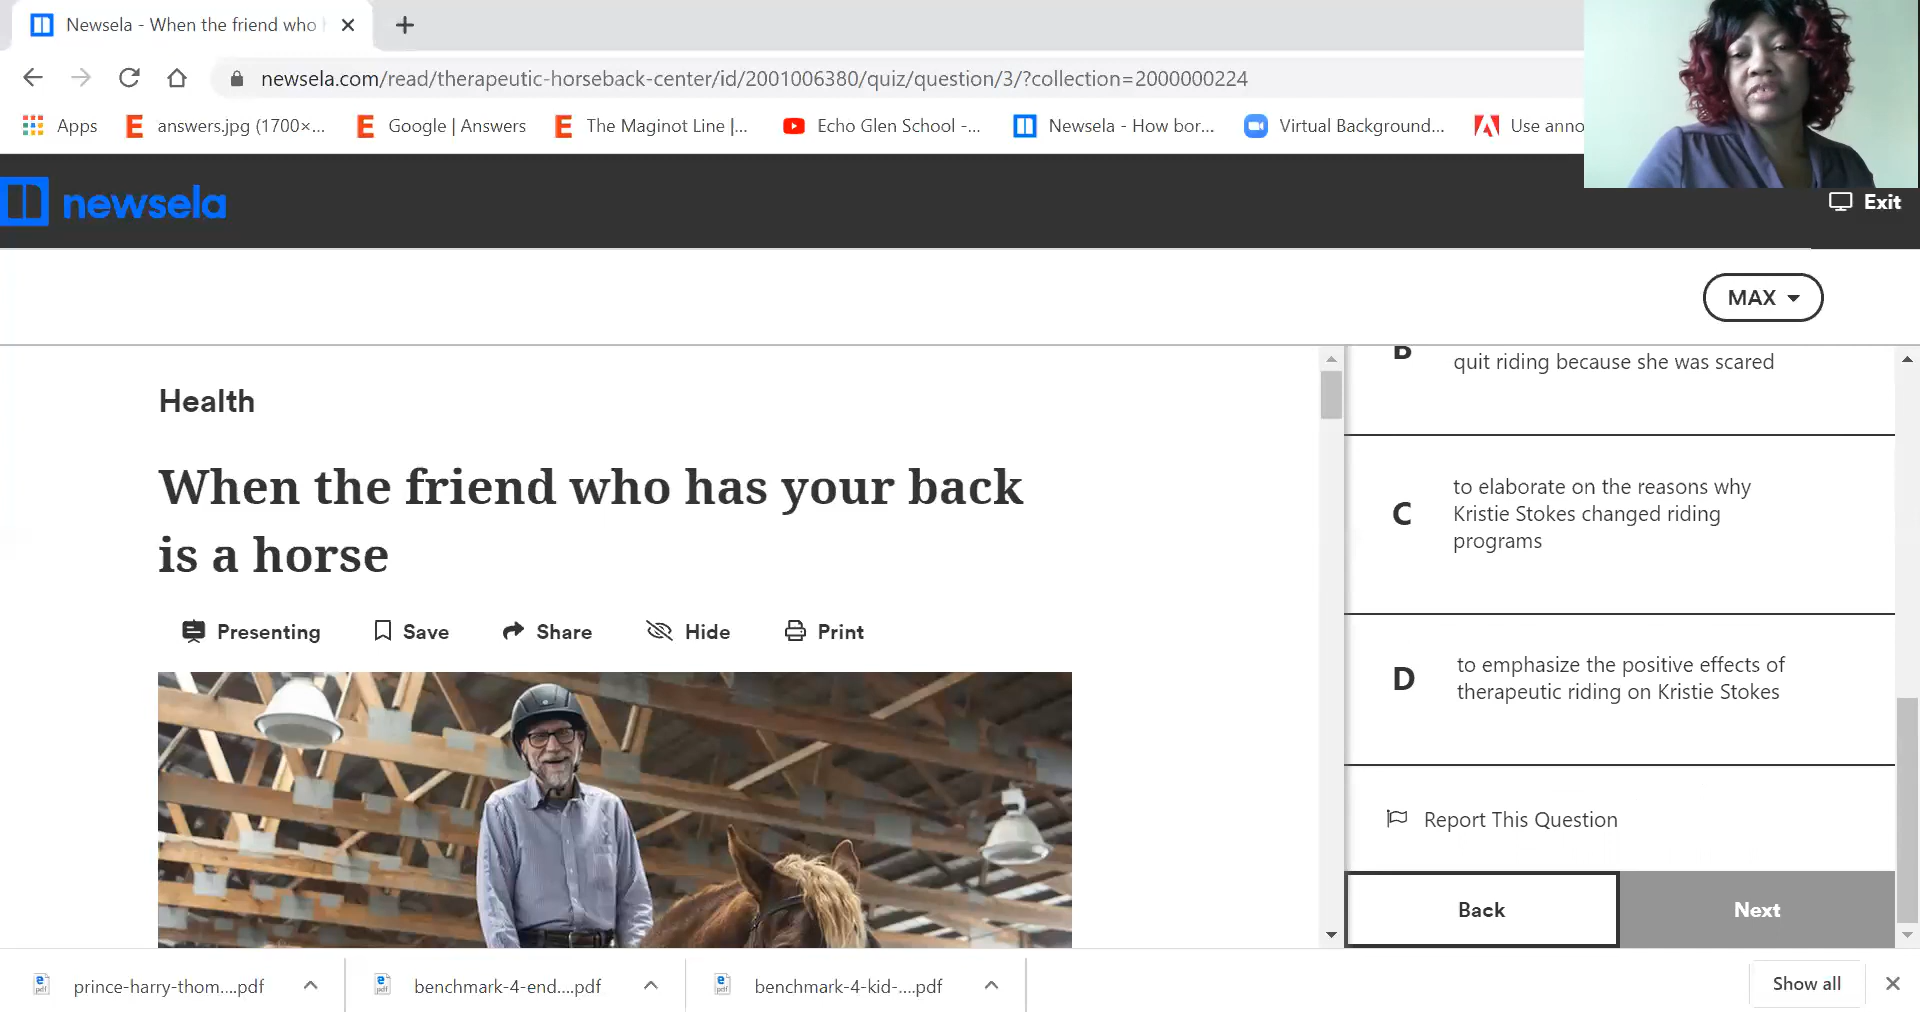 Newsela - When the friend who
newsela.com/read/therapeutic-horseback-center/id/2001006380/quiz/question/3/?collection=2000000224
Apps
answers.jpg (1700×...
Google | Answers
The Maginot Line |...
Echo Glen School -...
Newsela - How bor...
Virtual Background...
Use anno
newsela
Exit
MAX
Health
When the friend who has your back
is a horse
Presenting
Save
Share
Hide
Print
B
quit riding because she was scared
C
to elaborate on the reasons why
Kristie Stokes changed riding
programs
D
to emphasize the positive effects of
therapeutic riding on Kristie Stokes
Report This Question
Back
Next
prince-harry-thom....pdf
benchmark-4-end....pdf
benchmark-4-kid-....pdf
Show all